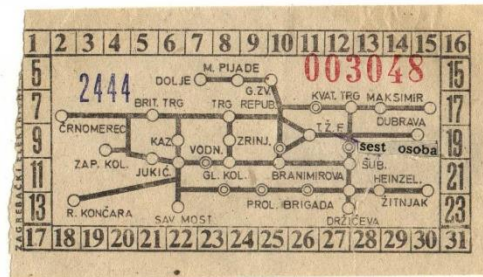 1 2 3 4 5 6 7 8 9 10 11 12 13 14 15 16
5 M. PIJADE 003048 15
2444 DOLJE G.ZV.
7 BRIT. TRG TRG REPUBL. KVAT. TRG MAKSIMIR 17
ČRNOMEREC T.Ž.F. DUBRAVA
9 KAZ. ZRINJ. sest osoba 19
ZAP. KOL. VODN. ŠUB.
11 JUKIĆ. GL. KOL. BRANIMIROVA HEINZEL. 21
13 R. KONČARA PROL. BRIGADA ŽITNJAK 23
SAV. MOST. DRŽIĆEVA
17 18 19 20 21 22 23 24 25 26 27 28 29 30 31